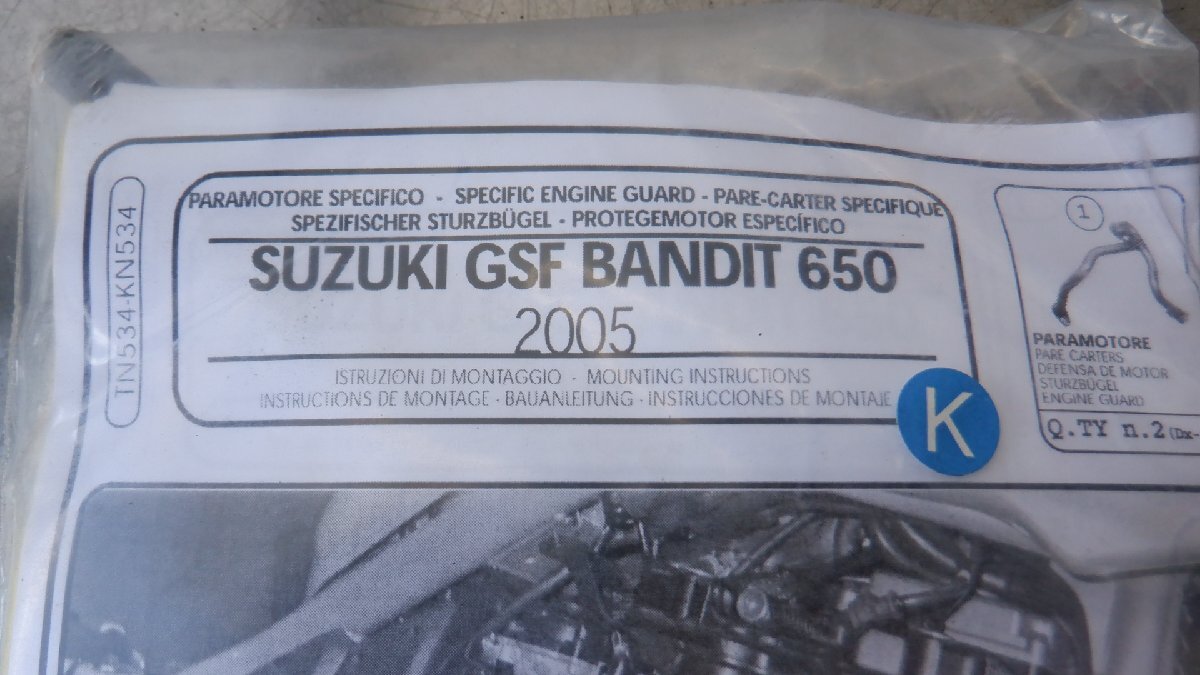 TN534-KN534
PARAMOTORE SPECIFICO - SPECIFIC ENGINE GUARD - PARE-CARTER SPECIFIQUE
SPEZIFISCHER STURZBÜGEL - PROTEGEMOTOR ESPECÍFICO
SUZUKI GSF BANDIT 650
2005
ISTRUZIONI DI MONTAGGIO - MOUNTING INSTRUCTIONS
INSTRUCTIONS DE MONTAGE - BAUANLEITUNG - INSTRUCCIONES DE MONTAJE
K
1
PARAMOTORE
PARE CARTERS
DEFENSA DE MOTOR
STURZBÜGEL
ENGINE GUARD
Q.TY n.2 (Dx-